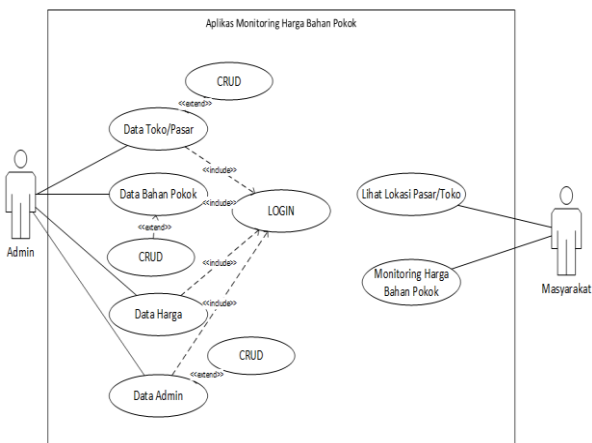 Aplikas Monitoring Harga Bahan Pokok
CRUD
<<extend>>
Data Toko/Pasar
<<include>>
Data Bahan Pokok
<<include>>
LOGIN
Lihat Lokasi Pasar/Toko
<<extend>>
CRUD
Admin
<<include>>
Monitoring Harga
Bahan Pokok
Masyarakat
Data Harga
<<include>>
CRUD
<<extend>>
Data Admin